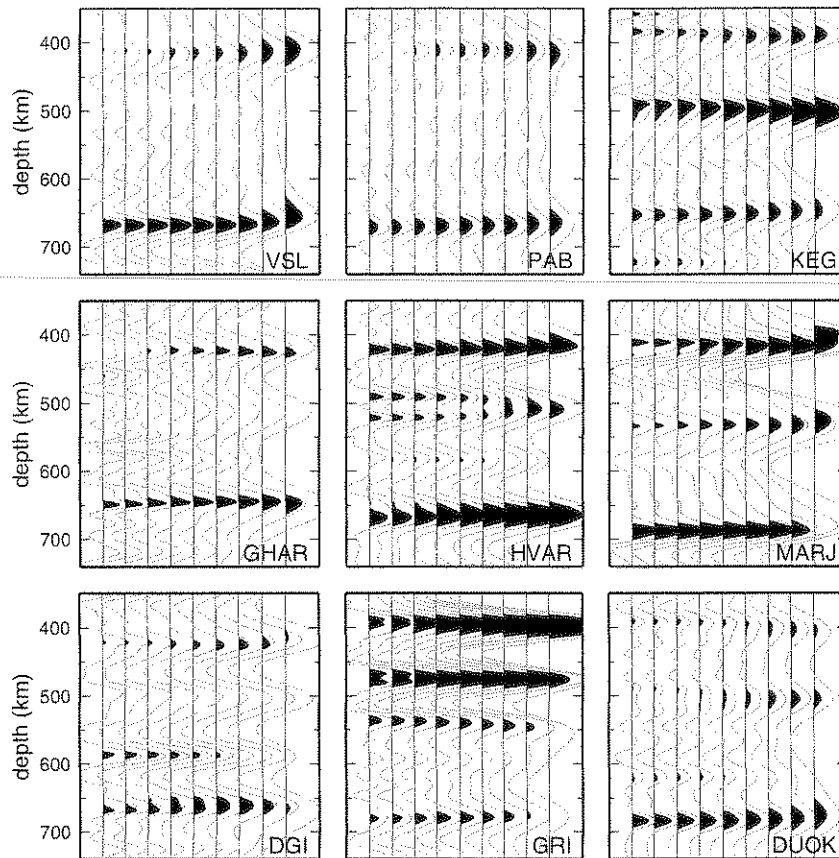 depth (km)
400
500
600
700
VSL
PAB
KEG
depth (km)
400
500
600
700
GHAR
HVAR
MARJ
depth (km)
400
500
600
700
DGI
GRI
DUOK